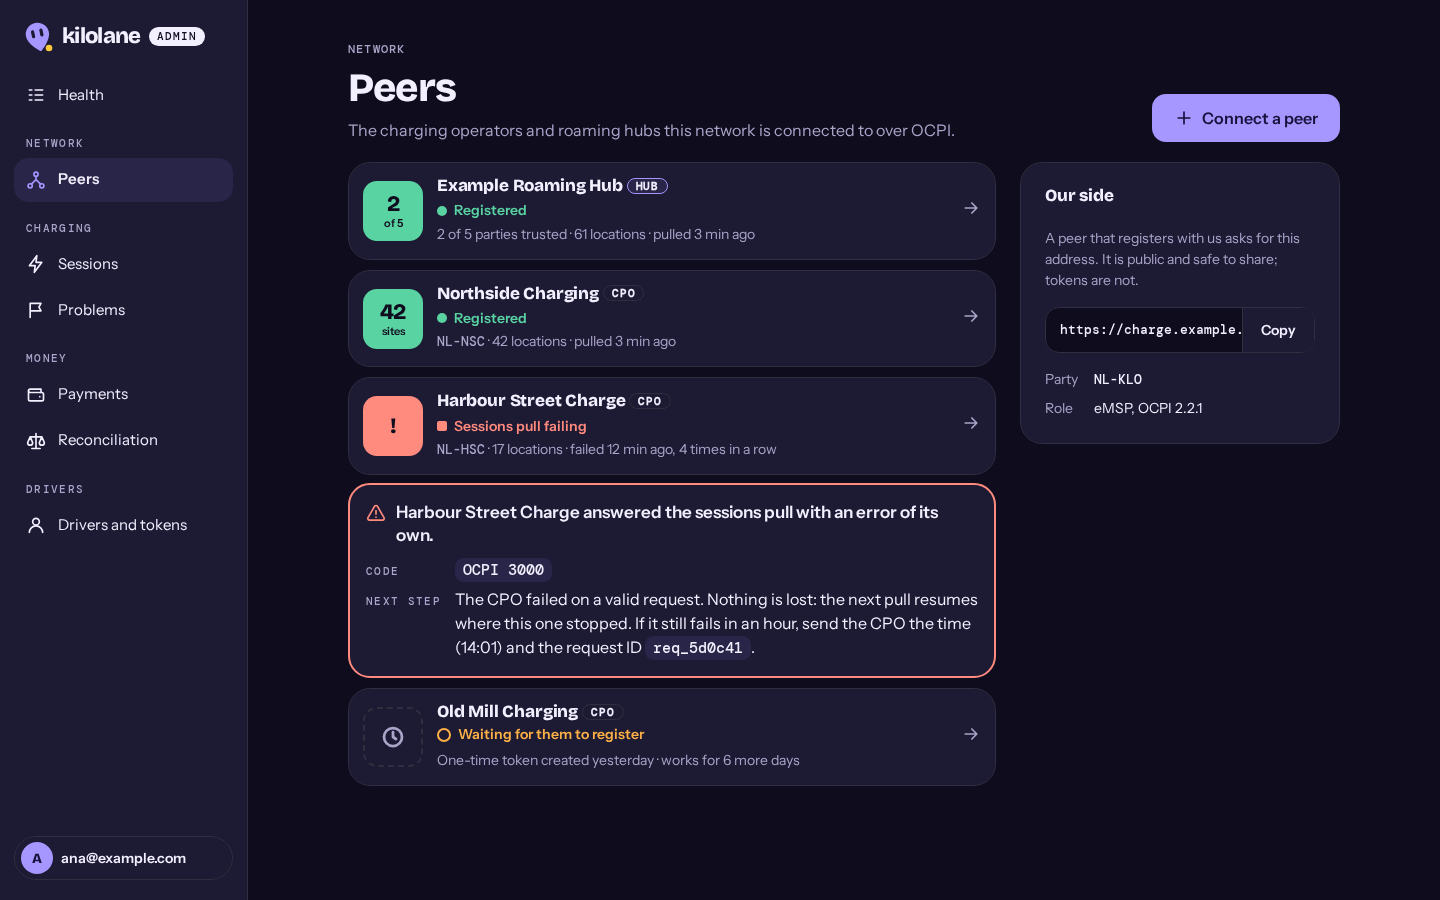 kilolane ADMIN
Health
NETWORK
Peers
CHARGING
Sessions
Problems
MONEY
Payments
Reconciliation
DRIVERS
Drivers and tokens
A ana@example.com
NETWORK
Peers
The charging operators and roaming hubs this network is connected to over OCPI.
Connect a peer
2
of 5
Example Roaming Hub HUB
Registered
2 of 5 parties trusted · 61 locations · pulled 3 min ago
42
sites
Northside Charging CPO
Registered
NL-NSC · 42 locations · pulled 3 min ago
!
Harbour Street Charge CPO
Sessions pull failing
NL-HSC · 17 locations · failed 12 min ago, 4 times in a row
Harbour Street Charge answered the sessions pull with an error of its
own.
CODE OCPI 3000
NEXT STEP The CPO failed on a valid request. Nothing is lost: the next pull resumes
where this one stopped. If it still fails in an hour, send the CPO the time
(14:01) and the request ID req_5d0c41.
Old Mill Charging CPO
Waiting for them to register
One-time token created yesterday · works for 6 more days
Our side
A peer that registers with us asks for this
address. It is public and safe to share;
tokens are not.
https://charge.example. Copy
Party NL-KLO
Role eMSP, OCPI 2.2.1